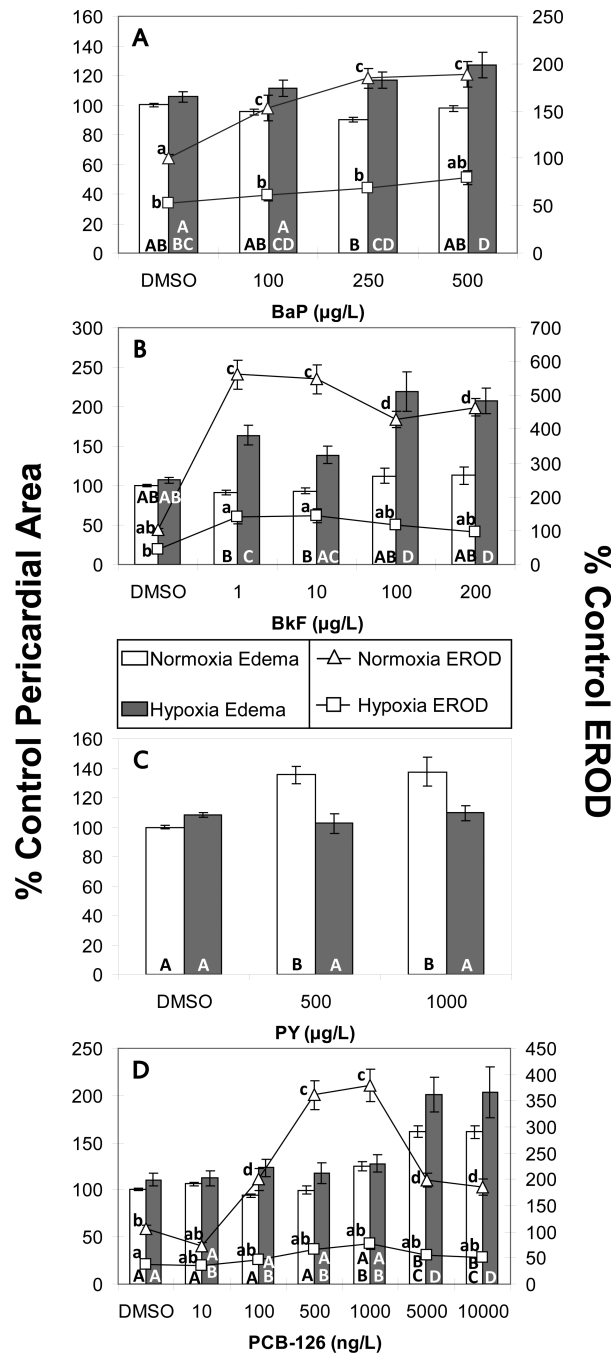 % Control Pericardial Area
% Control EROD
A
160 140 120 100 80 60 40 20 0
250 200 150 100 50 0
a c c c
b b b ab
A A
AB BC AB CD B CD AB D
DMSO 100 250 500
BaP (µg/L)
B
300 250 200 150 100 50 0
700 600 500 400 300 200 100 0
c c d d
AB AB
ab a a ab ab
b
B C B AC AB D AB D
DMSO 1 10 100 200
BkF (µg/L)
Normoxia Edema Normoxia EROD
Hypoxia Edema Hypoxia EROD
C
160 140 120 100 80 60 40 20 0
A A B A B A
DMSO 500 1000
PY (µg/L)
D
250 200 150 100 50 0
450 400 350 300 250 200 150 100 50 0
b ab d c c d d
a ab ab ab ab ab ab
A A A A B A A B A A B A B A B B C D B C D
DMSO 10 100 500 1000 5000 10000
PCB-126 (ng/L)